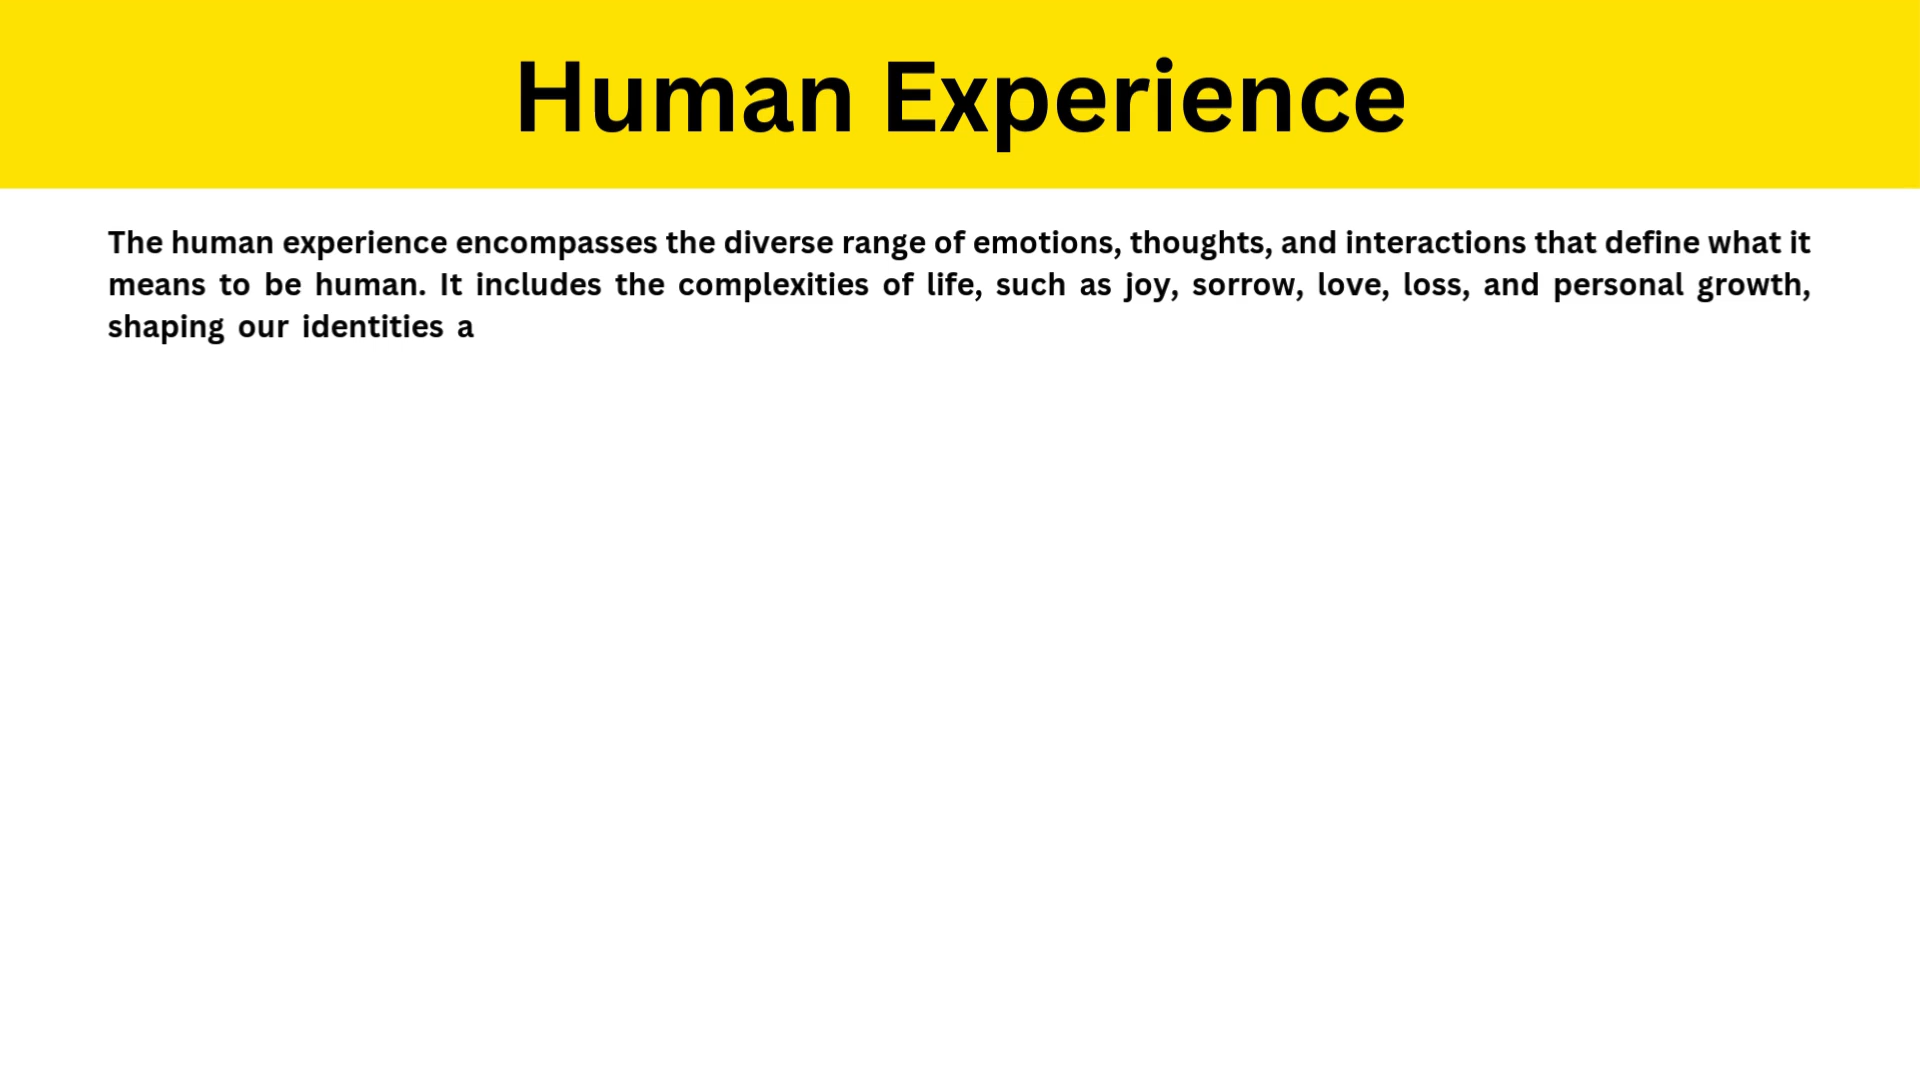 Human Experience
The human experience encompasses the diverse range of emotions, thoughts, and interactions that define what it
means to be human. It includes the complexities of life, such as joy, sorrow, love, loss, and personal growth,
shaping our identities a